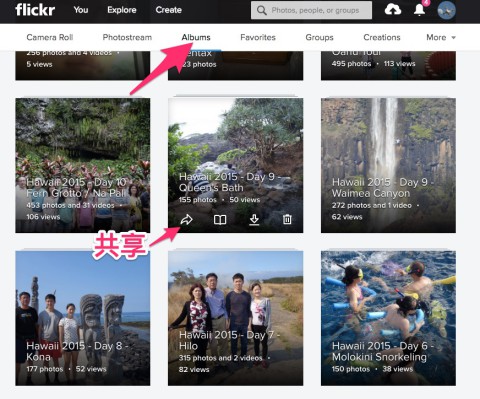 flickr You Explore Create Photos, people, or groups 4
Camera Roll Photostream Albums Favorites Groups Creations More
256 photos and 4 videos •
5 views
Pentax
123 photos
Oahu Tour
495 photos • 113 views
Hawaii 2015 - Day 10
Fern Grotto / Na Pali
453 photos and 31 videos •
106 views
Hawaii 2015 - Day 9 -
Queen's Bath
155 photos • 50 views
Hawaii 2015 - Day 9 -
Waimea Canyon
272 photos and 1 video •
62 views
共享
Hawaii 2015 - Day 8 -
Kona
177 photos • 52 views
Hawaii 2015 - Day 7 -
Hilo
315 photos and 2 videos •
82 views
Hawaii 2015 - Day 6 -
Molokini Snorkeling
150 photos • 38 views